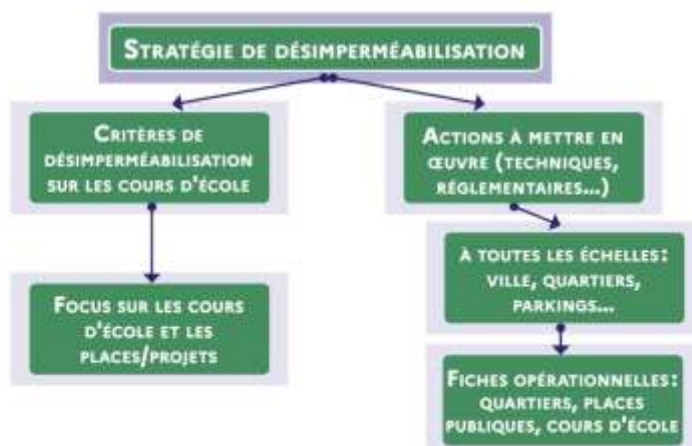 STRATÉGIE DE DÉSIMPERMÉABILISATION
CRITÈRES DE
DÉSIMPERMÉABILISATION
SUR LES COURS D'ÉCOLE
ACTIONS À METTRE EN
ŒUVRE (TECHNIQUES,
RÉGLEMENTAIRES...)
FOCUS SUR LES COURS
D'ÉCOLE ET LES
PLACES/PROJETS
À TOUTES LES ÉCHELLES:
VILLE, QUARTIERS,
PARKINGS...
FICHES OPÉRATIONNELLES:
QUARTIERS, PLACES
PUBLIQUES, COURS D'ÉCOLE